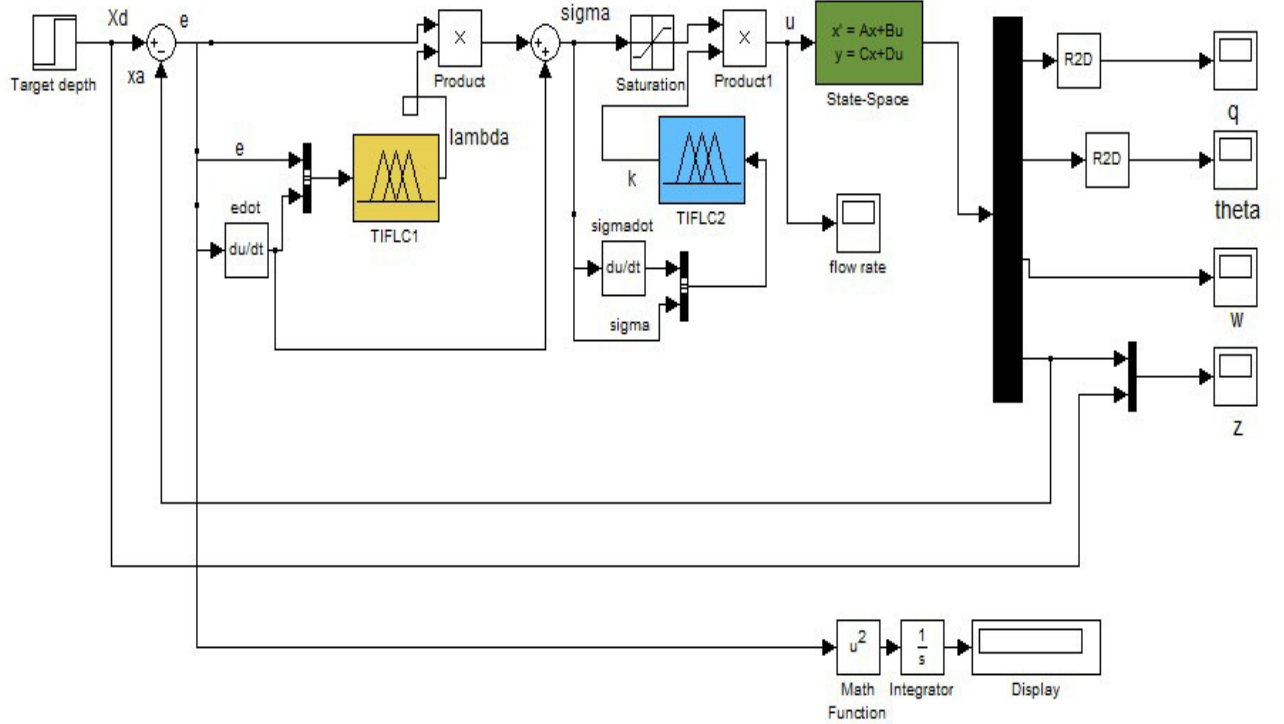 Xd
e
xa
+
−
Target depth
×
Product
+
+
sigma
Saturation
×
Product1
u
x' = Ax+Bu
y = Cx+Du
State-Space
R2D
q
R2D
theta
w
z
lambda
e
TIFLC1
edot
du/dt
k
TIFLC2
sigmadot
du/dt
sigma
flow rate
u²
Math
Function
1
s
Integrator
Display